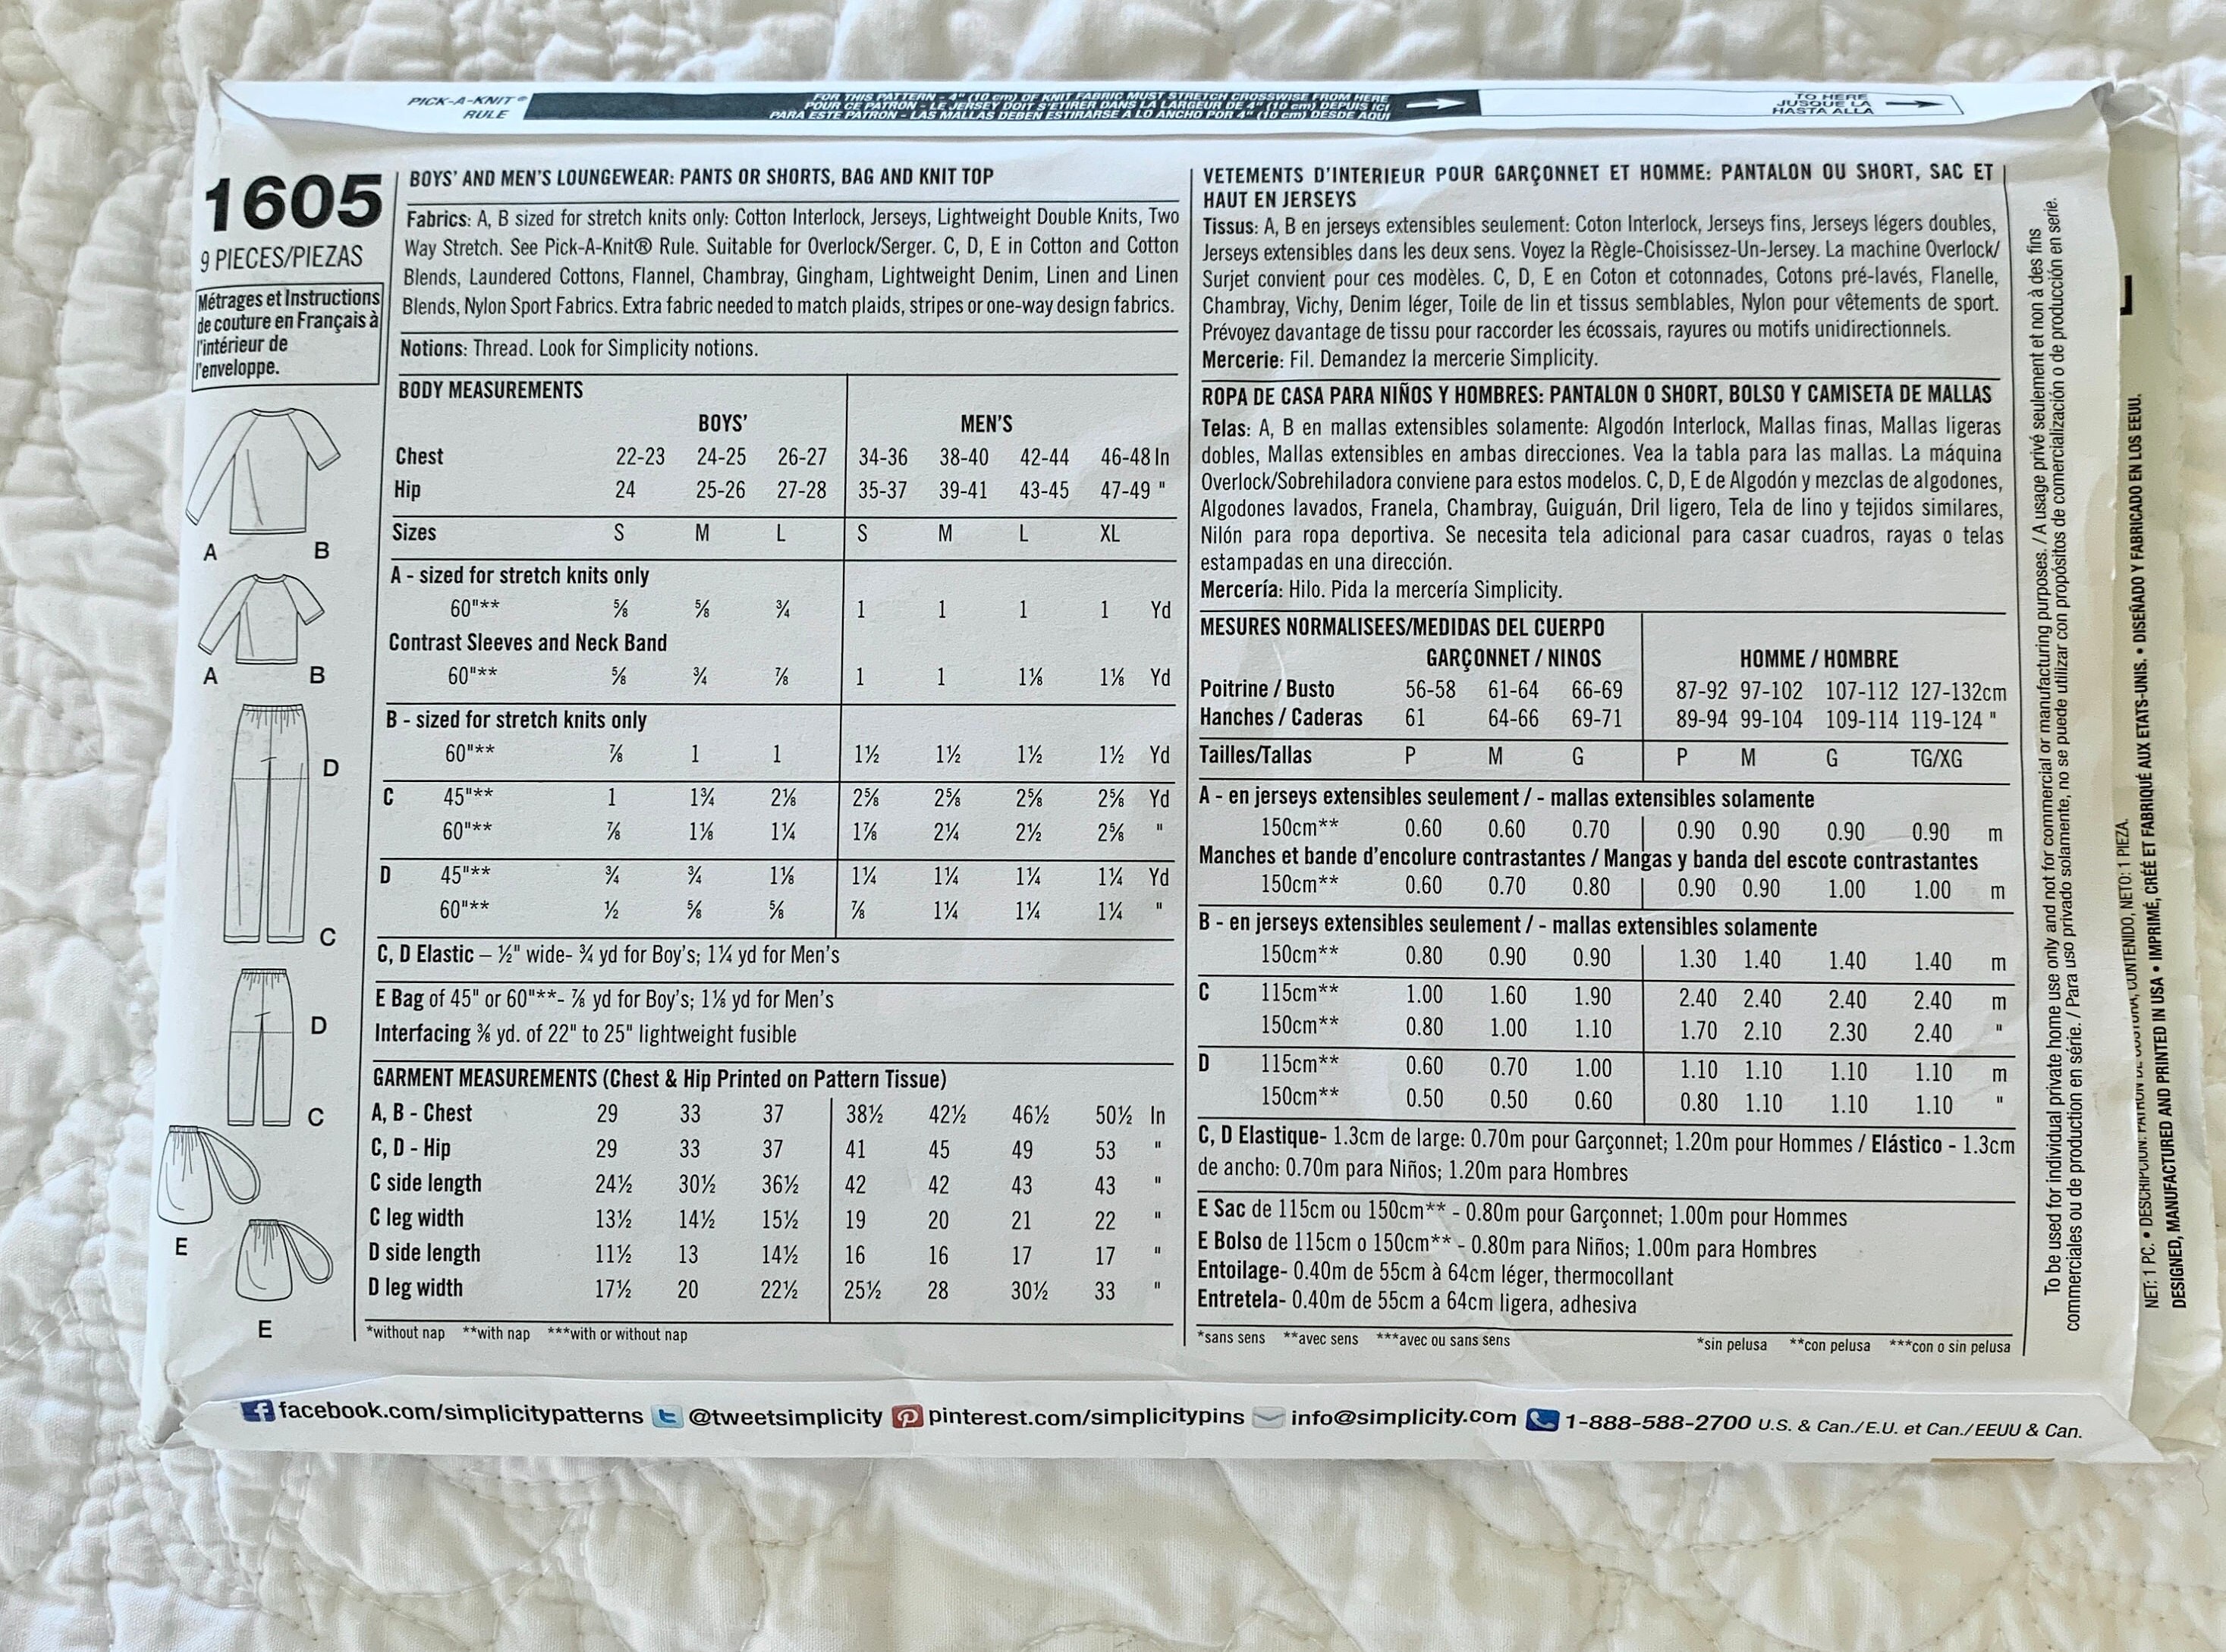 PICK-A-KNIT®
RULE
FOR THIS PATTERN - 4" (10 cm) OF KNIT FABRIC MUST STRETCH CROSSWISE FROM HERE
POUR CE PATRON - LE JERSEY DOIT S'ETIRER DANS LA LARGEUR DE 4" (10 cm) DEPUIS ICI
PARA ESTE PATRON - LAS MALLAS DEBEN ESTIRARSE A LO ANCHO POR 4" (10 cm) DESDE AQUI
TO HERE
JUSQUE LA
HASTA ALLA
1605
9 PIECES/PIEZAS
Métrages et Instructions
de couture en Français à
l'intérieur de
l'enveloppe.
A B
A B
D
C
D
C
E
E
BOYS' AND MEN'S LOUNGEWEAR: PANTS OR SHORTS, BAG AND KNIT TOP
Fabrics: A, B sized for stretch knits only: Cotton Interlock, Jerseys, Lightweight Double Knits, Two
Way Stretch. See Pick-A-Knit® Rule. Suitable for Overlock/Serger. C, D, E in Cotton and Cotton
Blends, Laundered Cottons, Flannel, Chambray, Gingham, Lightweight Denim, Linen and Linen
Blends, Nylon Sport Fabrics. Extra fabric needed to match plaids, stripes or one-way design fabrics.
Notions: Thread. Look for Simplicity notions.
BODY MEASUREMENTS
BOYS' MEN'S
Chest 22-23 24-25 26-27 34-36 38-40 42-44 46-48 In
Hip 24 25-26 27-28 35-37 39-41 43-45 47-49 "
Sizes S M L S M L XL
A - sized for stretch knits only
60"** ⅝ ⅝ ¾ 1 1 1 1 Yd
Contrast Sleeves and Neck Band
60"** ⅝ ¾ ⅞ 1 1 1⅛ 1⅛ Yd
B - sized for stretch knits only
60"** ⅞ 1 1 1½ 1½ 1½ 1½ Yd
C 45"** 1 1¾ 2⅛ 2⅝ 2⅝ 2⅝ 2⅝ Yd
60"** ⅞ 1⅛ 1¼ 1⅞ 2¼ 2½ 2⅝ "
D 45"** ¾ ¾ 1⅛ 1¼ 1¼ 1¼ 1¼ Yd
60"** ½ ⅝ ⅝ ⅞ 1¼ 1¼ 1¼ "
C, D Elastic – ½" wide- ¾ yd for Boy's; 1¼ yd for Men's
E Bag of 45" or 60"**- ⅞ yd for Boy's; 1⅛ yd for Men's
Interfacing ⅜ yd. of 22" to 25" lightweight fusible
GARMENT MEASUREMENTS (Chest & Hip Printed on Pattern Tissue)
A, B - Chest 29 33 37 38½ 42½ 46½ 50½ In
C, D - Hip 29 33 37 41 45 49 53 "
C side length 24½ 30½ 36½ 42 42 43 43 "
C leg width 13½ 14½ 15½ 19 20 21 22 "
D side length 11½ 13 14½ 16 16 17 17 "
D leg width 17½ 20 22½ 25½ 28 30½ 33 "
*without nap **with nap ***with or without nap
VETEMENTS D'INTERIEUR POUR GARÇONNET ET HOMME: PANTALON OU SHORT, SAC ET
HAUT EN JERSEYS
Tissus: A, B en jerseys extensibles seulement: Coton Interlock, Jerseys fins, Jerseys légers doubles,
Jerseys extensibles dans les deux sens. Voyez la Règle-Choisissez-Un-Jersey. La machine Overlock/
Surjet convient pour ces modèles. C, D, E en Coton et cotonnades, Cotons pré-lavés, Flanelle,
Chambray, Vichy, Denim léger, Toile de lin et tissus semblables, Nylon pour vêtements de sport.
Prévoyez davantage de tissu pour raccorder les écossais, rayures ou motifs unidirectionnels.
Mercerie: Fil. Demandez la mercerie Simplicity.
ROPA DE CASA PARA NIÑOS Y HOMBRES: PANTALON O SHORT, BOLSO Y CAMISETA DE MALLAS
Telas: A, B en mallas extensibles solamente: Algodón Interlock, Mallas finas, Mallas ligeras
dobles, Mallas extensibles en ambas direcciones. Vea la tabla para las mallas. La máquina
Overlock/Sobrehiladora conviene para estos modelos. C, D, E de Algodón y mezclas de algodones,
Algodones lavados, Franela, Chambray, Guiguán, Dril ligero, Tela de lino y tejidos similares,
Nilón para ropa deportiva. Se necesita tela adicional para casar cuadros, rayas o telas
estampadas en una dirección.
Mercería: Hilo. Pida la mercería Simplicity.
MESURES NORMALISEES/MEDIDAS DEL CUERPO
GARÇONNET / NINOS HOMME / HOMBRE
Poitrine / Busto 56-58 61-64 66-69 87-92 97-102 107-112 127-132cm
Hanches / Caderas 61 64-66 69-71 89-94 99-104 109-114 119-124 "
Tailles/Tallas P M G P M G TG/XG
A - en jerseys extensibles seulement / - mallas extensibles solamente
150cm** 0.60 0.60 0.70 0.90 0.90 0.90 0.90 m
Manches et bande d'encolure contrastantes / Mangas y banda del escote contrastantes
150cm** 0.60 0.70 0.80 0.90 0.90 1.00 1.00 m
B - en jerseys extensibles seulement / - mallas extensibles solamente
150cm** 0.80 0.90 0.90 1.30 1.40 1.40 1.40 m
C 115cm** 1.00 1.60 1.90 2.40 2.40 2.40 2.40 m
150cm** 0.80 1.00 1.10 1.70 2.10 2.30 2.40 "
D 115cm** 0.60 0.70 1.00 1.10 1.10 1.10 1.10 m
150cm** 0.50 0.50 0.60 0.80 1.10 1.10 1.10 "
C, D Elastique- 1.3cm de large: 0.70m pour Garçonnet; 1.20m pour Hommes / Elástico - 1.3cm
de ancho: 0.70m para Niños; 1.20m para Hombres
E Sac de 115cm ou 150cm** - 0.80m pour Garçonnet; 1.00m pour Hommes
E Bolso de 115cm o 150cm** - 0.80m para Niños; 1.00m para Hombres
Entoilage- 0.40m de 55cm à 64cm léger, thermocollant
Entretela- 0.40m de 55cm a 64cm ligera, adhesiva
*sans sens **avec sens ***avec ou sans sens *sin pelusa **con pelusa ***con o sin pelusa
To be used for individual private home use only and not for commercial or manufacturing purposes. / A usage privé seulement et non à des fins
commerciales ou de production en série. / Para uso privado solamente, no se puede utilizar con propósitos de comercialización o de producción en serie.
NET: 1 PC. • DESCRIPCION: PATRON DE CONTENIDO, NETO: 1 PIEZA.
DESIGNED, MANUFACTURED AND PRINTED IN USA • IMPRIMÉ, CRÉÉ ET FABRIQUÉ AUX ETATS-UNIS. • DISEÑADO Y FABRICADO EN LOS EEUU.
facebook.com/simplicitypatterns @tweetsimplicity pinterest.com/simplicitypins info@simplicity.com 1-888-588-2700 U.S. & Can./E.U. et Can./EEUU & Can.